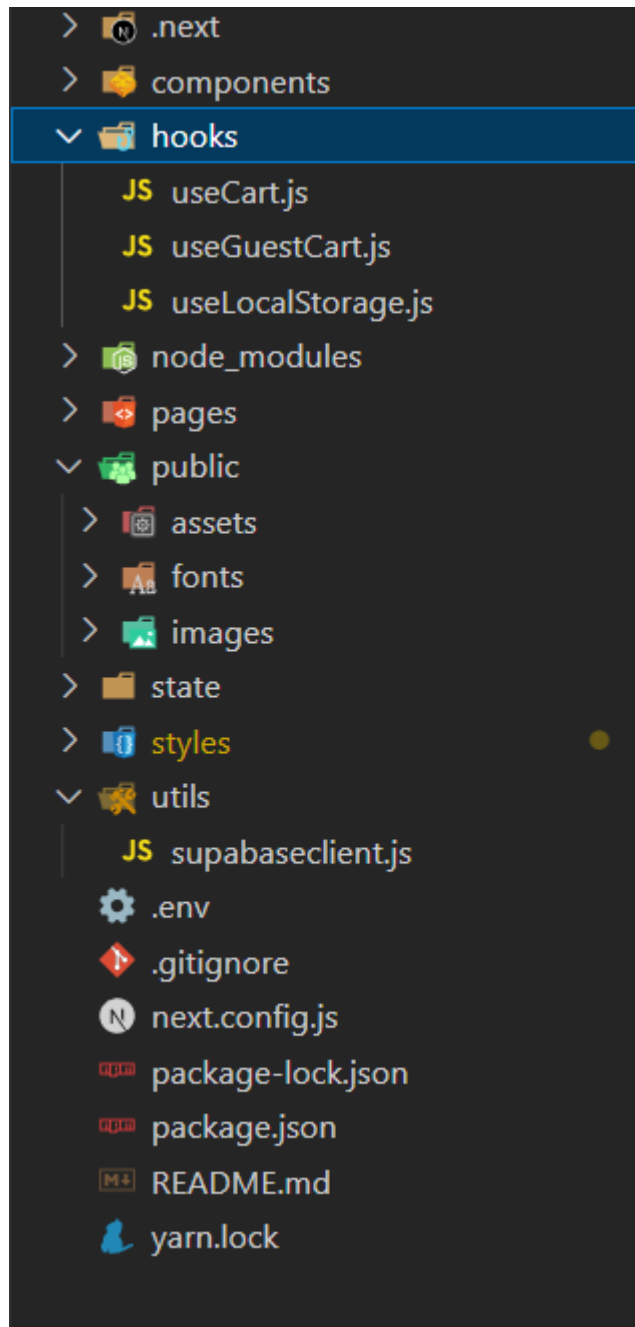 .next
components
hooks
JS useCart.js
JS useGuestCart.js
JS useLocalStorage.js
node_modules
pages
public
assets
fonts
images
state
styles
utils
JS supabaseclient.js
.env
.gitignore
next.config.js
package-lock.json
package.json
README.md
yarn.lock